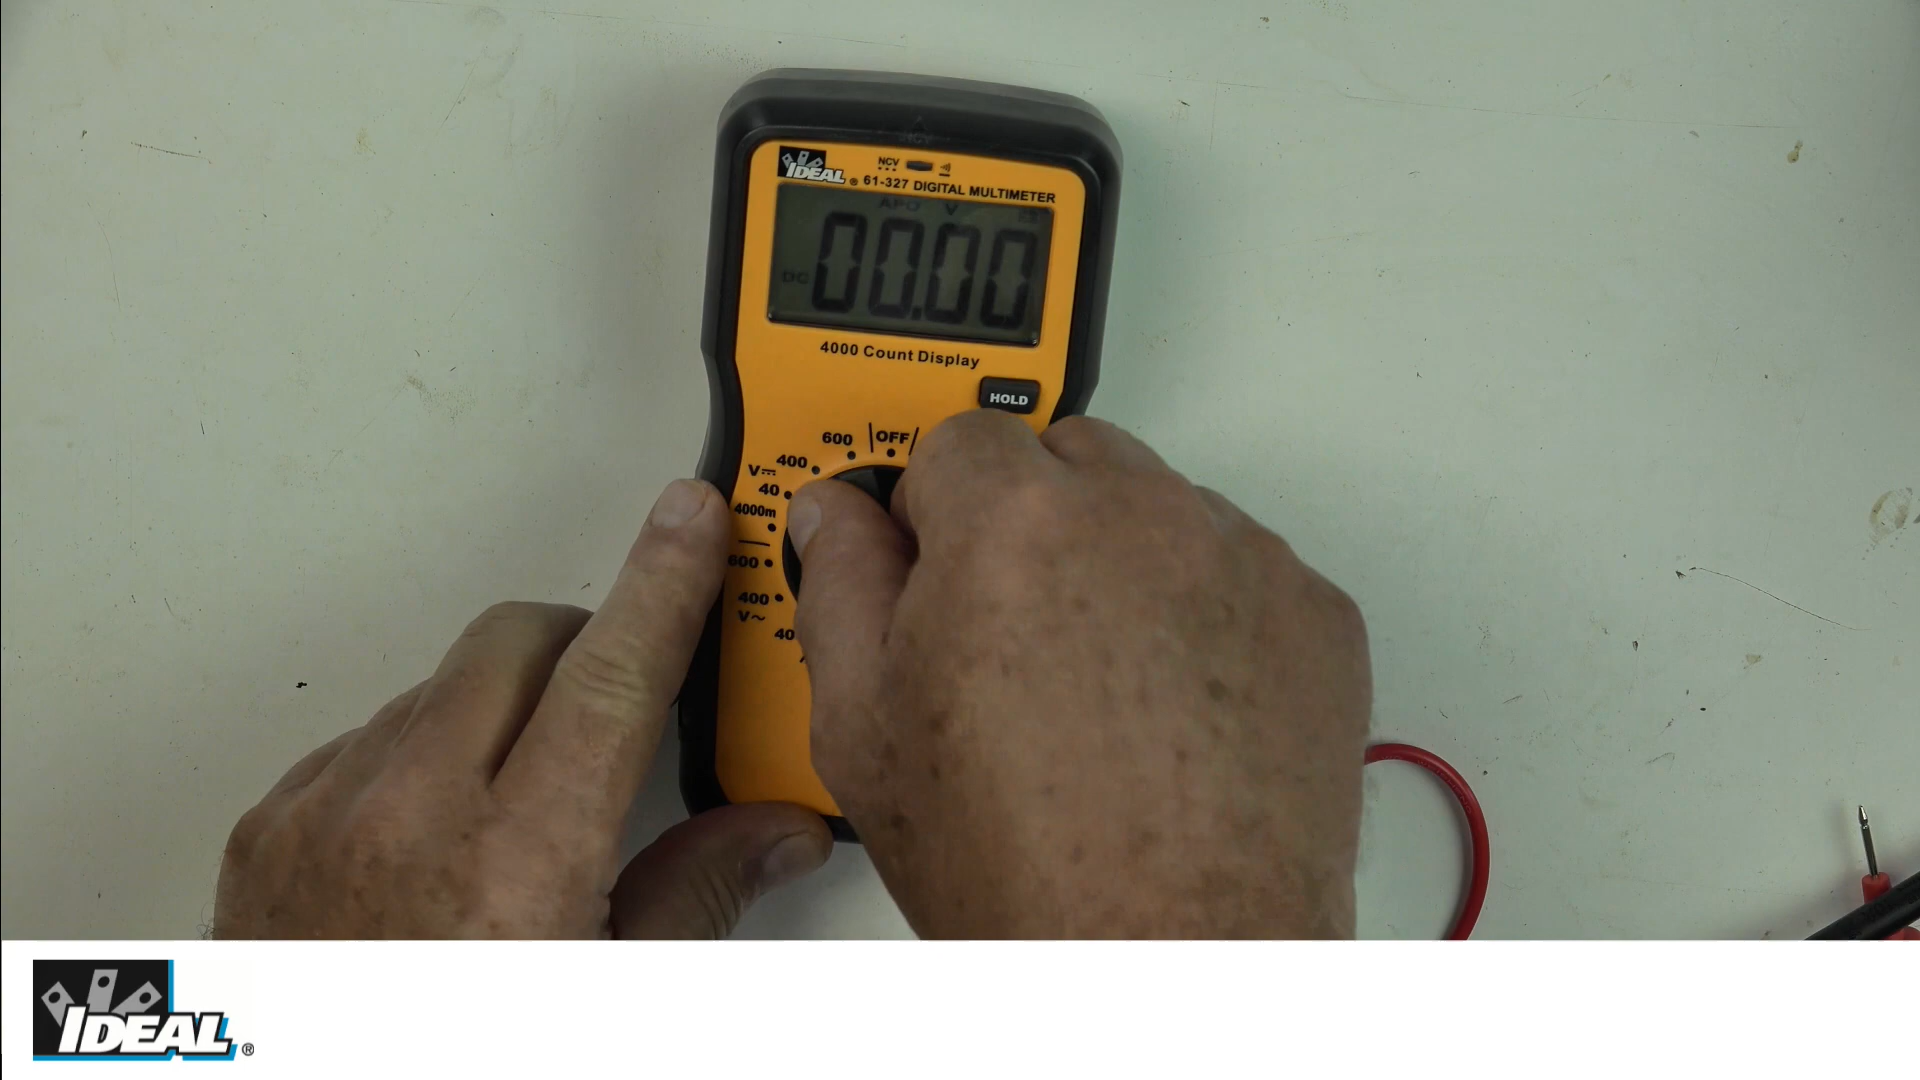 NCV
NCV
IDEAL ® 61-327 DIGITAL MULTIMETER
APO V
DC 00.00
4000 Count Display
HOLD
600 OFF
V 400
40
4000m
600
400
V~
40
IDEAL ®